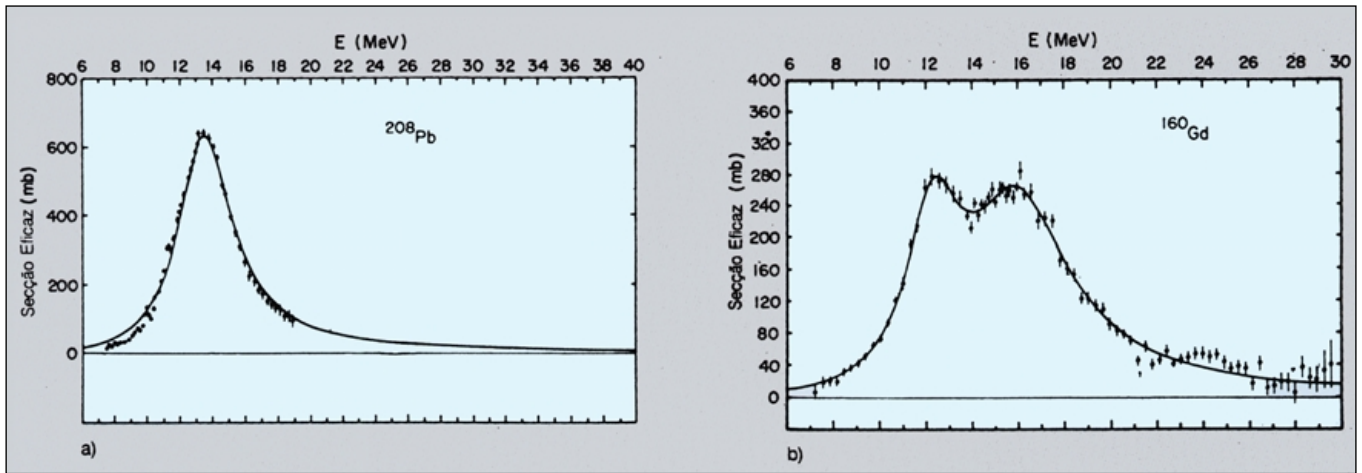 E (MeV)
6 8 10 12 14 16 18 20 22 24 26 28 30 32 34 36 38 40
800
600
400
200
0
Secção Eficaz (mb)
208Pb
a)
E (MeV)
6 8 10 12 14 16 18 20 22 24 26 28 30
400
360
320
280
240
200
160
120
80
40
0
Secção Eficaz (mb)
160Gd
b)